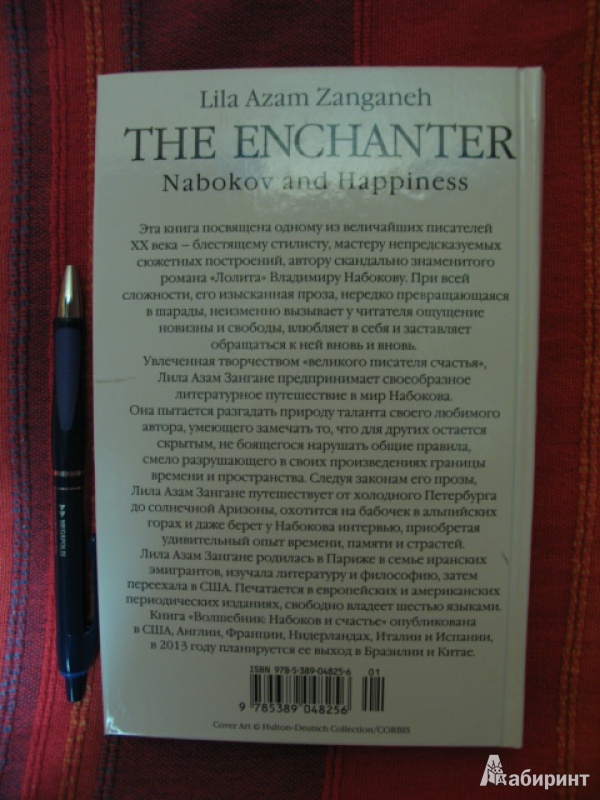 Lila Azam Zanganeh
THE ENCHANTER
Nabokov and Happiness
Эта книга посвящена одному из величайших писателей
XX века – блестящему стилисту, мастеру непредсказуемых
сюжетных построений, автору скандально знаменитого
романа «Лолита» Владимиру Набокову. При всей
сложности, его изысканная проза, нередко превращающаяся
в шарады, неизменно вызывает у читателя ощущение
новизны и свободы, влюбляет в себя и заставляет
обращаться к ней вновь и вновь.
Увлеченная творчеством «великого писателя счастья»,
Лила Азам Зангане предпринимает своеобразное
литературное путешествие в мир Набокова.
Она пытается разгадать природу таланта своего любимого
автора, умеющего замечать то, что для других остается
скрытым, не боящегося нарушать общие правила,
смело разрушающего в своих произведениях границы
времени и пространства. Следуя законам его прозы,
Лила Азам Зангане путешествует от холодного Петербурга
до солнечной Аризоны, охотится на бабочек в альпийских
горах и даже берет у Набокова интервью, приобретая
удивительный опыт времени, памяти и страстей.
Лила Азам Зангане родилась в Париже в семье иранских
эмигрантов, изучала литературу и философию, затем
переехала в США. Печатается в европейских и американских
периодических изданиях, свободно владеет шестью языками.
Книга «Волшебник. Набоков и счастье» опубликована
в США, Англии, Франции, Нидерландах, Италии и Испании,
в 2013 году планируется ее выход в Бразилии и Китае.
ISBN 978-5-389-04825-6 01
9 785389 048256
Cover Art © Hulton-Deutsch Collection/CORBIS
MEGAPOLIS
Лабиринт